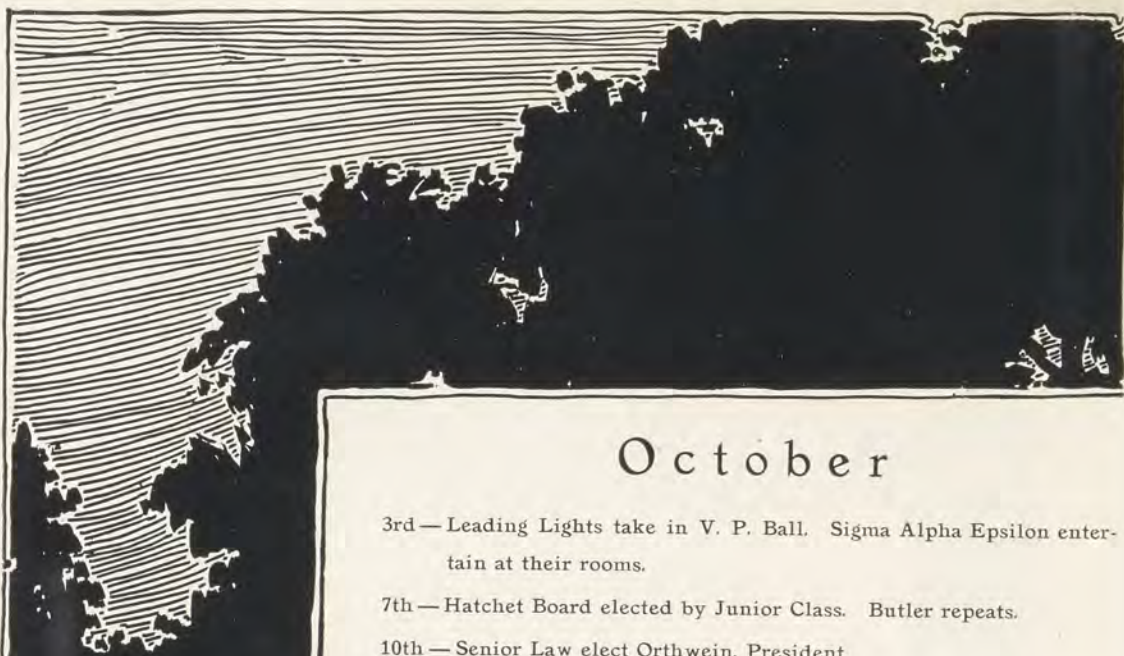 October
3rd — Leading Lights take in V. P. Ball. Sigma Alpha Epsilon enter-
tain at their rooms.
7th — Hatchet Board elected by Junior Class. Butler repeats.
10th — Senior Law elect Orthwein, President.